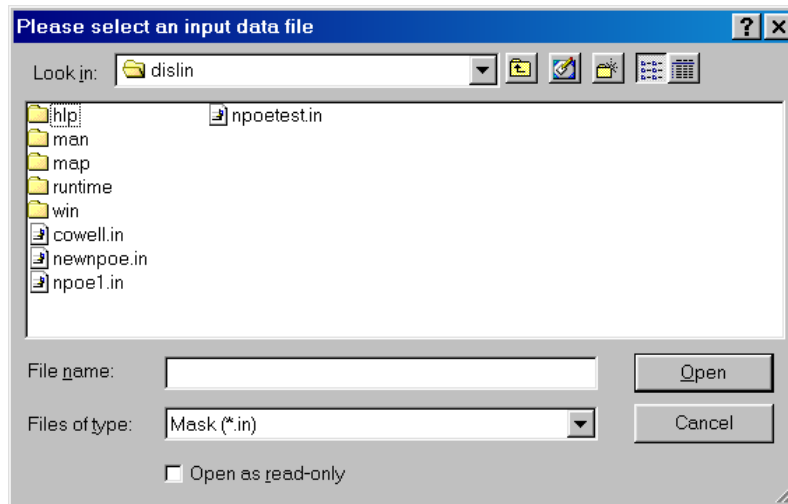 Please select an input data file
Look in: dislin
hlp
man
map
runtime
win
cowell.in
newnpoe.in
npoe1.in
npoetest.in
File name:
Open
Files of type: Mask (*.in)
Cancel
Open as read-only